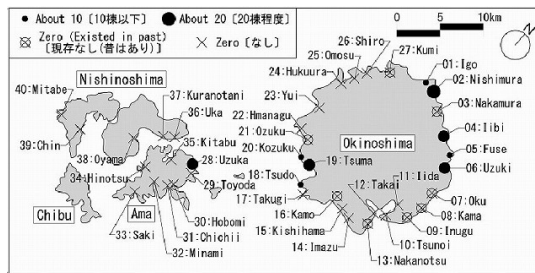 About 10 [10棟以下]
About 20 [20棟程度]
Zero (Existed in past)
[現存なし(昔はあり)]
Zero [なし]
0 5 10km
N
Nishinoshima
40:Mitabe
37:Kuranotani
36:Uka
39:Chin
38:Oyama
35:Kitabu
34:Hinotsu
28:Uzuka
29:Toyoda
Chibu
Ama
33:Saki
30:Hobomi
31:Chichii
32:Minami
26:Shiro
25:Omosu
27:Kumi
24:Hukuura
01:Igo
02:Nishimura
23:Yui
03:Nakamura
22:Hmanagu
21:Ozuku
Okinoshima
04:Iibi
20:Kozuku
05:Fuse
19:Tsuma
06:Uzuki
18:Tsudo
12:Takai
11:Iida
17:Takugi
07:Oku
16:Kamo
08:Kama
15:Kishihama
09:Inugu
14:Imazu
10:Tsunoi
13:Nakanotsu